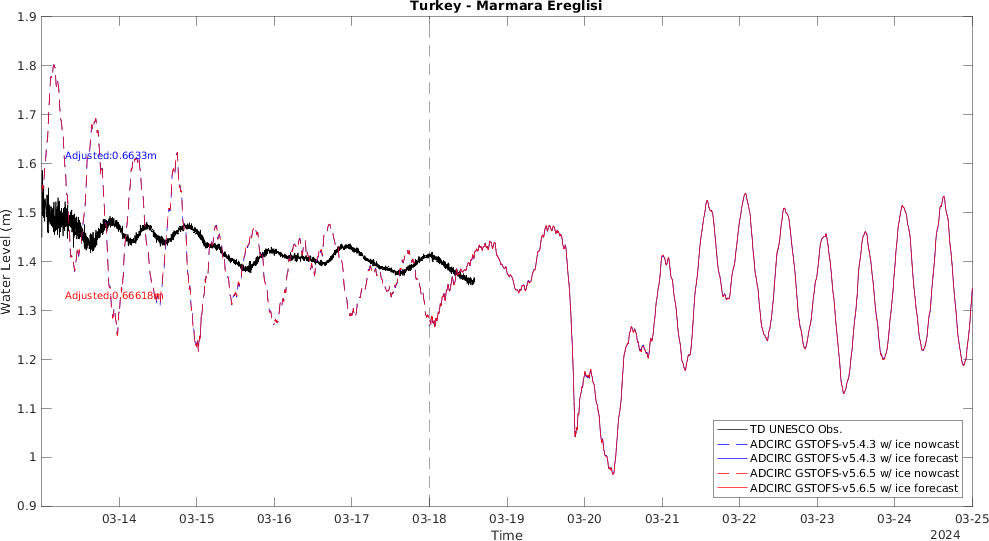 Turkey - Marmara Ereglisi
1.9
1.8
1.7
1.6
1.5
1.4
1.3
1.2
1.1
1
0.9
Water Level (m)
Adjusted:0.6633m
Adjusted:0.66618m
TD UNESCO Obs.
ADCIRC GSTOFS-v5.4.3 w/ ice nowcast
ADCIRC GSTOFS-v5.4.3 w/ ice forecast
ADCIRC GSTOFS-v5.6.5 w/ ice nowcast
ADCIRC GSTOFS-v5.6.5 w/ ice forecast
03-14 03-15 03-16 03-17 03-18 03-19 03-20 03-21 03-22 03-23 03-24 03-25
Time
2024